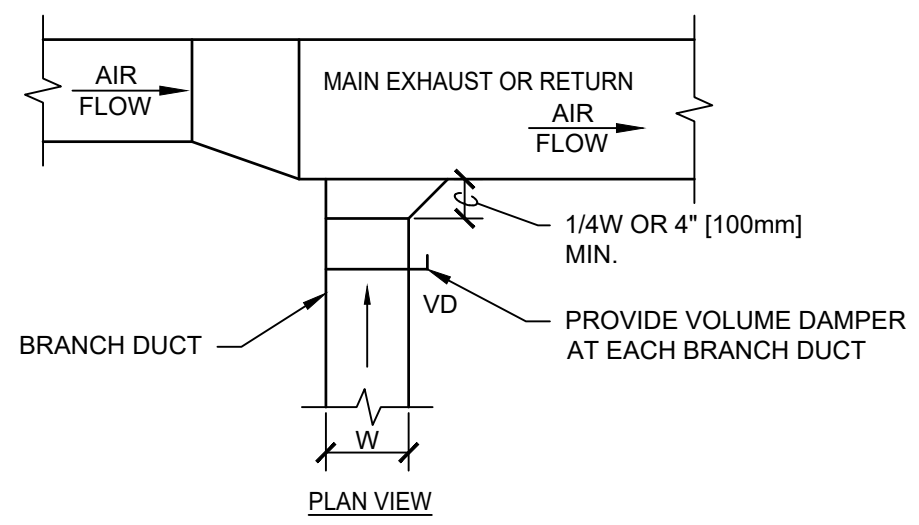 AIR
FLOW
MAIN EXHAUST OR RETURN
AIR
FLOW
1/4W OR 4" [100mm]
MIN.
VD
BRANCH DUCT
PROVIDE VOLUME DAMPER
AT EACH BRANCH DUCT
W
PLAN VIEW